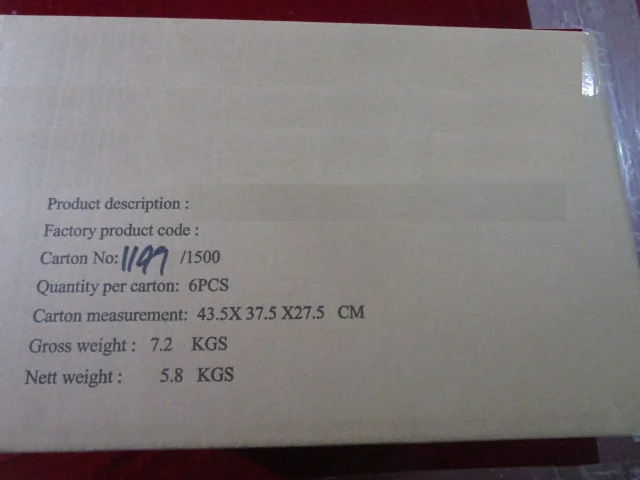 Product description :
Factory product code :
Carton No: 1197 /1500
Quantity per carton: 6PCS
Carton measurement: 43.5X 37.5 X27.5 CM
Gross weight : 7.2 KGS
Nett weight : 5.8 KGS